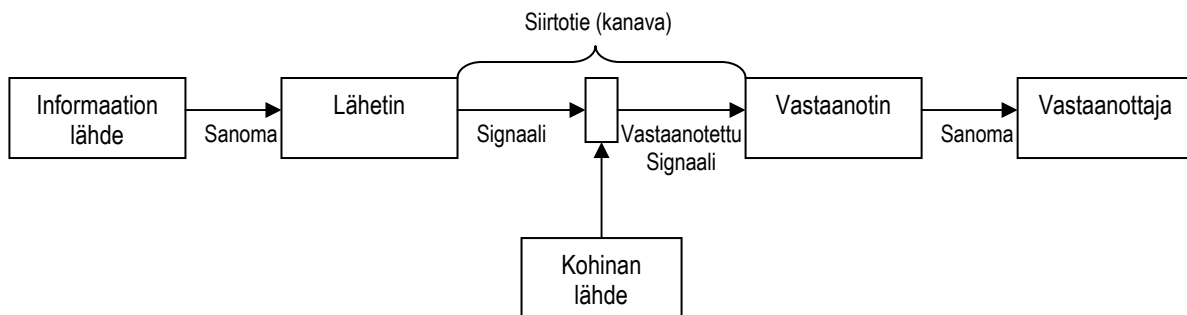 Siirtotie (kanava)
Informaation
lähde
Sanoma
Lähetin
Signaali
Vastaanotettu
Signaali
Vastaanotin
Sanoma
Vastaanottaja
Kohinan
lähde